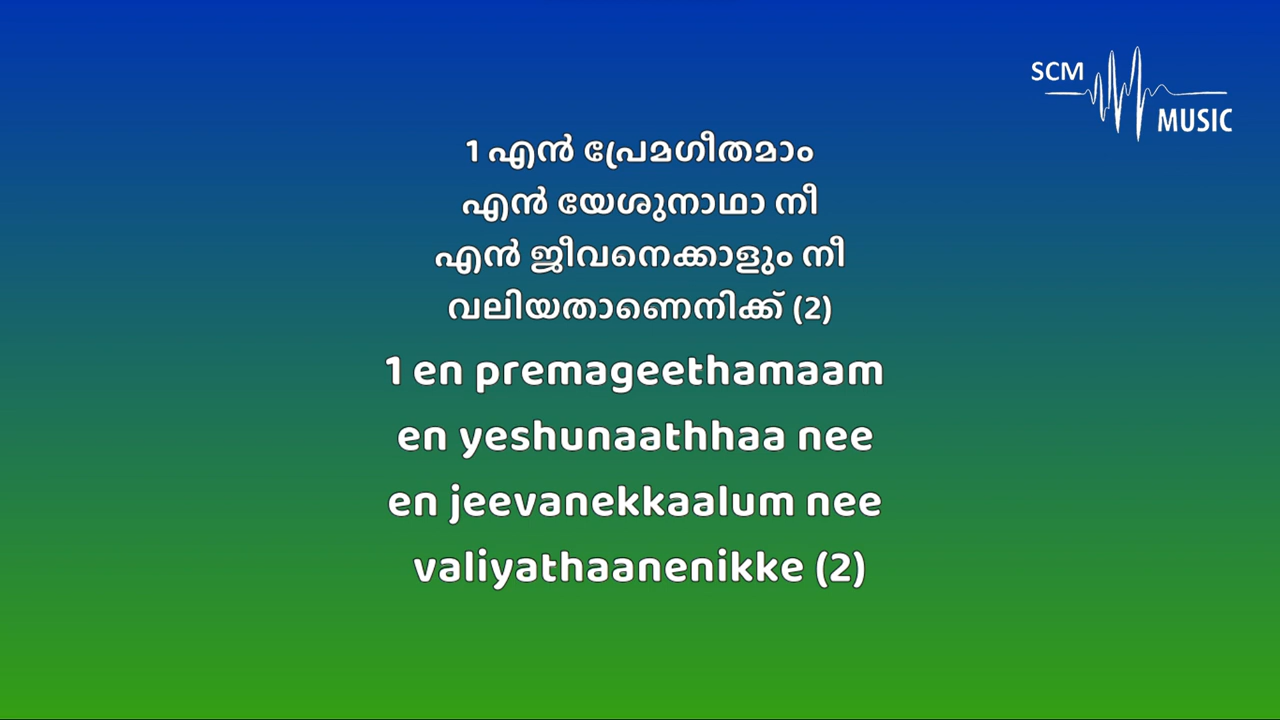 SCM
MUSIC
1 എൻ പ്രേമഗീതമാം
എൻ യേശുനാഥാ നീ
എൻ ജീവനെക്കാളും നീ
വലിയതാണെനിക്ക് (2)
1 en premageethamaam
en yeshunaathhaa nee
en jeevanekkaalum nee
valiyathaanenikke (2)